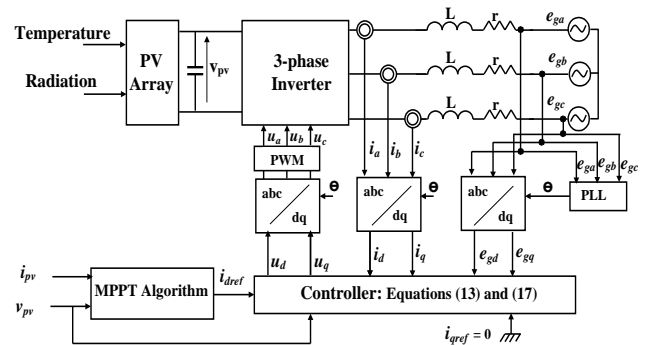 Temperature
Radiation
PV
Array
v_pv
3-phase
Inverter
L r e_ga
L r e_gb
L r e_gc
u_a u_b u_c
i_a i_b i_c
e_ga e_gb e_gc
PWM
abc
dq
Θ
abc
dq
Θ
abc
dq
Θ
PLL
u_d u_q
i_d i_q
e_gd e_gq
i_pv
v_pv
MPPT Algorithm
i_dref
Controller: Equations (13) and (17)
i_qref = 0